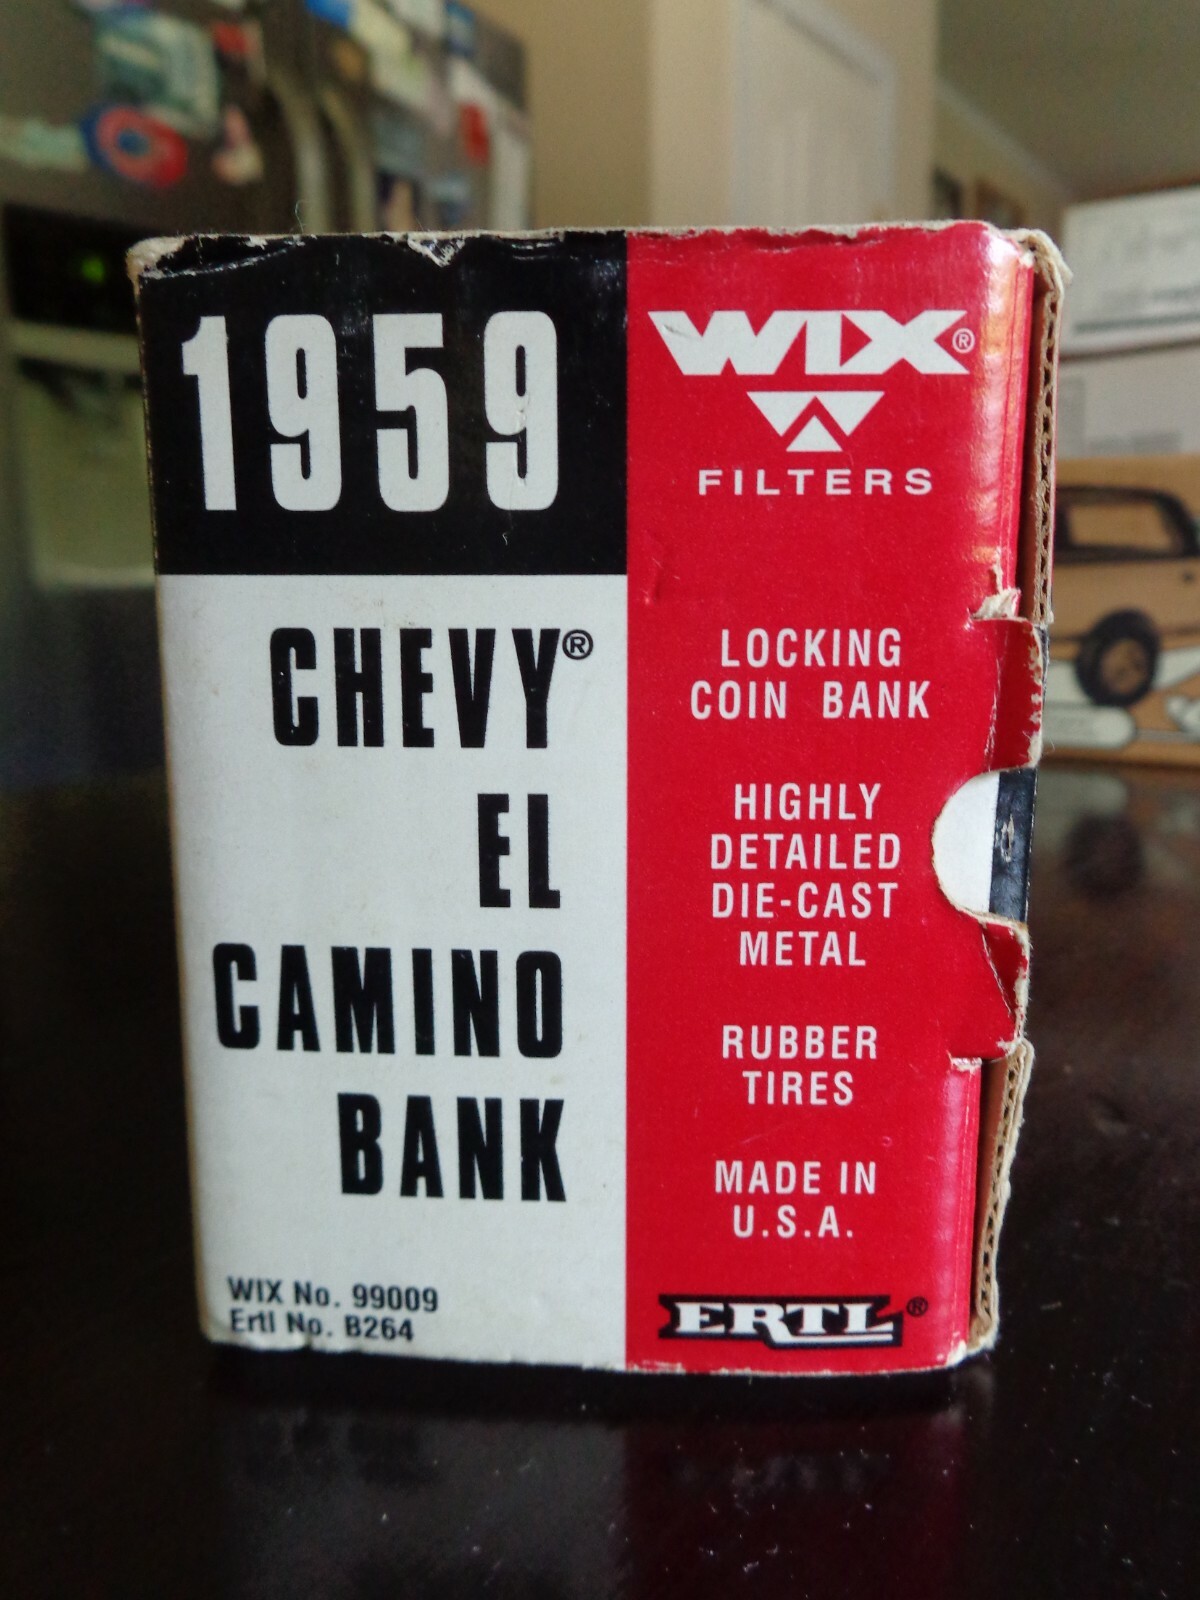 1959
CHEVY®
EL
CAMINO
BANK
WIX No. 99009
Ertl No. B264
WIX®
FILTERS
LOCKING
COIN BANK
HIGHLY
DETAILED
DIE-CAST
METAL
RUBBER
TIRES
MADE IN
U.S.A.
ERTL®